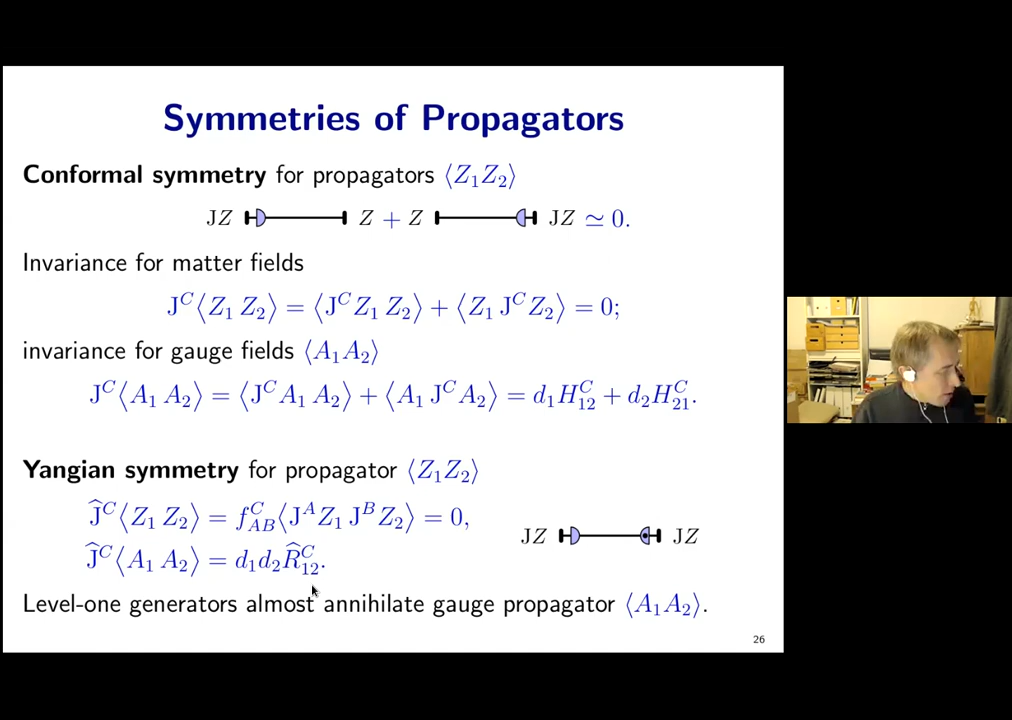 Symmetries of Propagators
Conformal symmetry for propagators ⟨Z₁Z₂⟩
JZ Z + Z JZ ≃ 0.
Invariance for matter fields
J^C⟨Z₁ Z₂⟩ = ⟨J^C Z₁ Z₂⟩ + ⟨Z₁ J^C Z₂⟩ = 0;
invariance for gauge fields ⟨A₁A₂⟩
J^C⟨A₁ A₂⟩ = ⟨J^C A₁ A₂⟩ + ⟨A₁ J^C A₂⟩ = d₁H^C_{12} + d₂H^C_{21}.
Yangian symmetry for propagator ⟨Z₁Z₂⟩
Ĵ^C⟨Z₁ Z₂⟩ = f^C_{AB}⟨J^A Z₁ J^B Z₂⟩ = 0,
JZ JZ
Ĵ^C⟨A₁ A₂⟩ = d₁d₂R̂^C_{12}.
Level-one generators almost annihilate gauge propagator ⟨A₁A₂⟩.
26